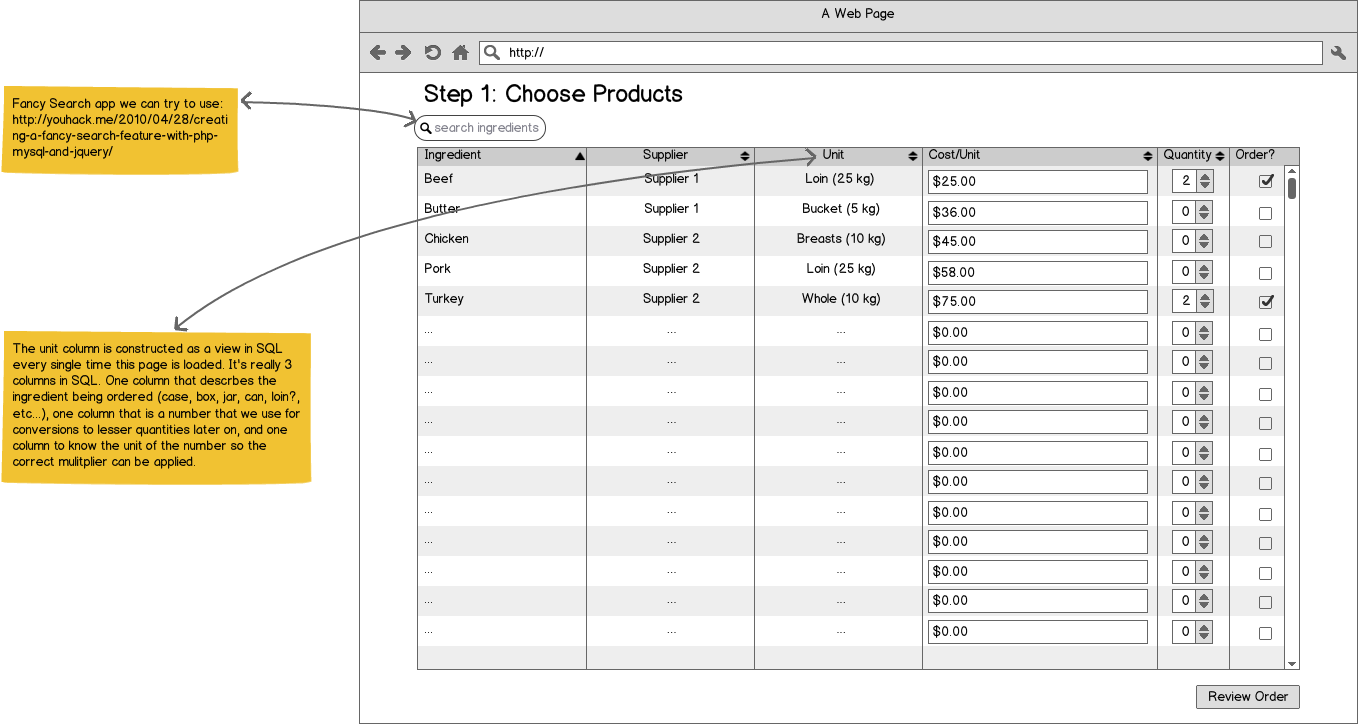 A Web Page
http://
Fancy Search app we can try to use:
http://youhack.me/2010/04/28/creati
ng-a-fancy-search-feature-with-php-
mysql-and-jquery/
Step 1: Choose Products
search ingredients
Ingredient Supplier Unit Cost/Unit Quantity Order?
Beef Supplier 1 Loin (25 kg) $25.00 2
Butter Supplier 1 Bucket (5 kg) $36.00 0
Chicken Supplier 2 Breasts (10 kg) $45.00 0
Pork Supplier 2 Loin (25 kg) $58.00 0
Turkey Supplier 2 Whole (10 kg) $75.00 2
... ... ... $0.00 0
... ... ... $0.00 0
... ... ... $0.00 0
... ... ... $0.00 0
... ... ... $0.00 0
... ... ... $0.00 0
... ... ... $0.00 0
... ... ... $0.00 0
... ... ... $0.00 0
... ... ... $0.00 0
... ... ... $0.00 0
The unit column is constructed as a view in SQL
every single time this page is loaded. It's really 3
columns in SQL. One column that descrbes the
ingredient being ordered (case, box, jar, can, loin?,
etc...), one column that is a number that we use for
conversions to lesser quantities later on, and one
column to know the unit of the number so the
correct mulitplier can be applied.
Review Order